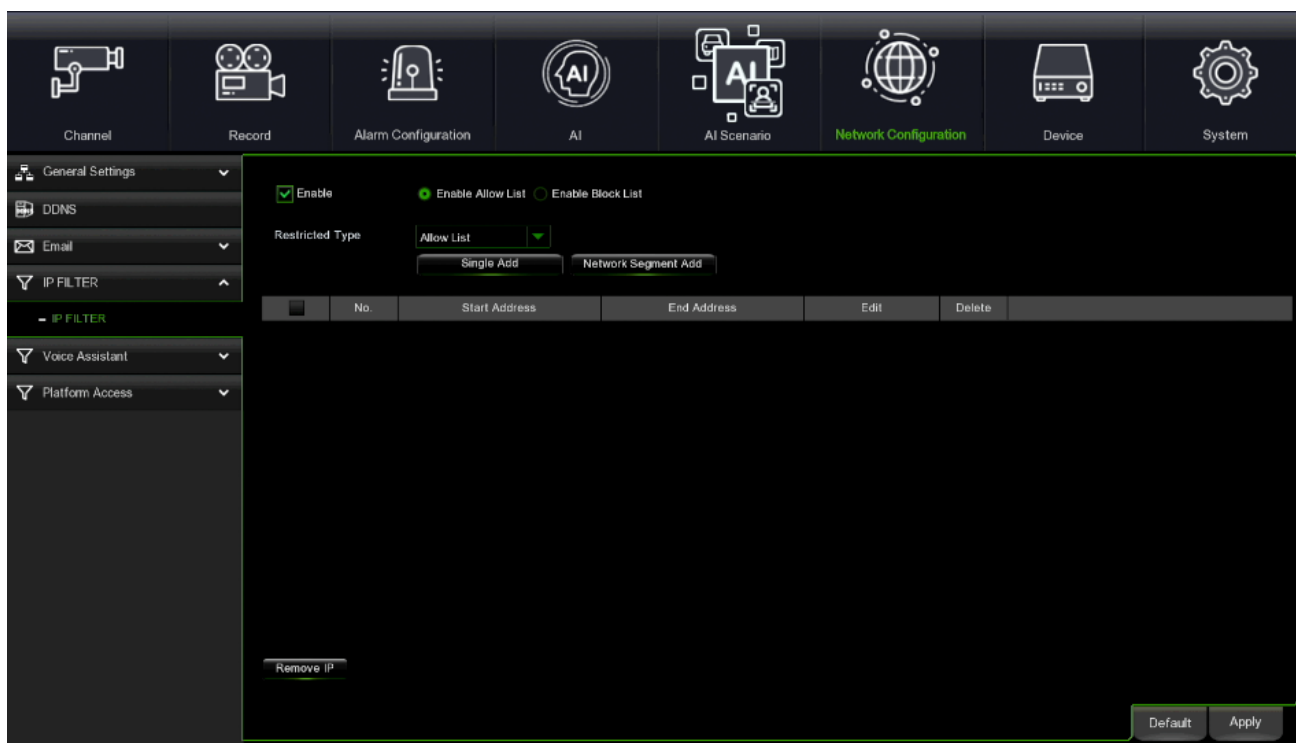 AI
AI
Channel
Record
Alarm Configuration
AI
AI Scenario
Network Configuration
Device
System
General Settings
DDNS
Email
IP FILTER
IP FILTER
Voice Assistant
Platform Access
Enable
Enable Allow List
Enable Block List
Restricted Type
Allow List
Single Add
Network Segment Add
No.
Start Address
End Address
Edit
Delete
Remove IP
Default
Apply